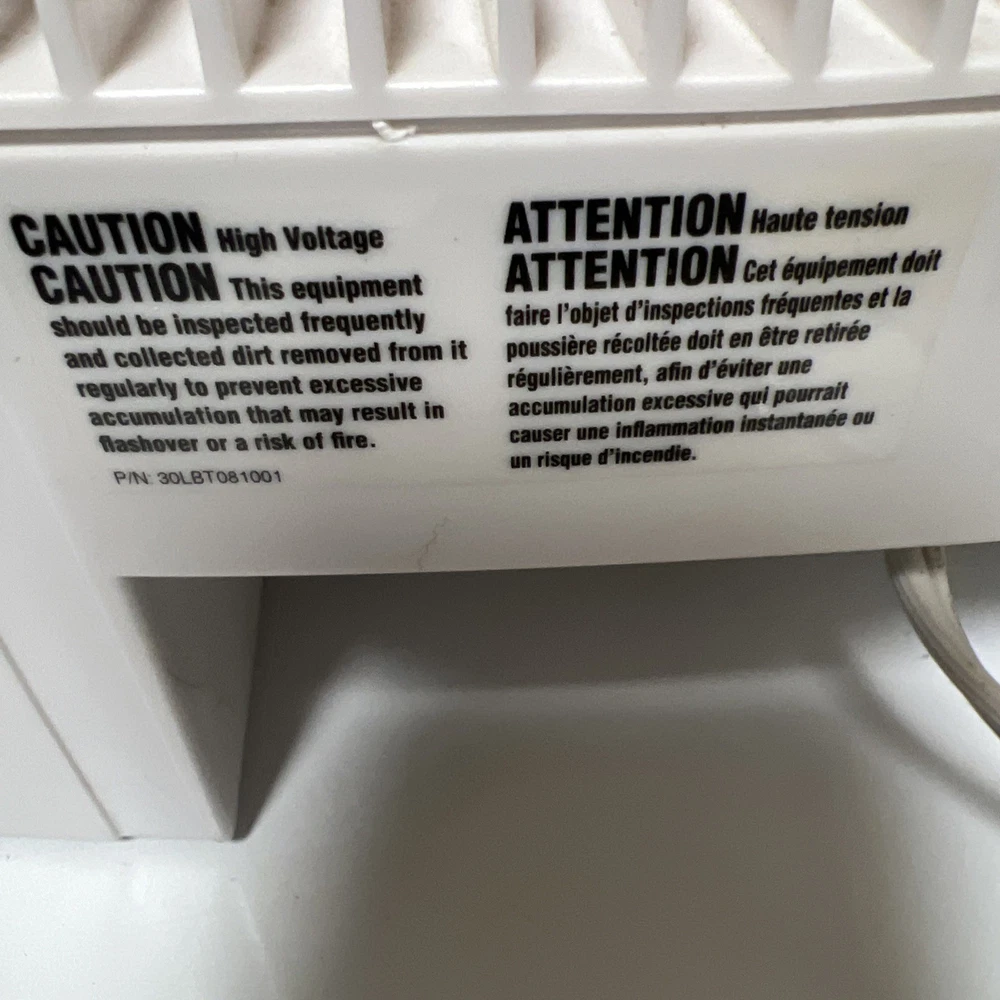 CAUTION High Voltage
CAUTION This equipment
should be inspected frequently
and collected dirt removed from it
regularly to prevent excessive
accumulation that may result in
flashover or a risk of fire.
P/N: 30LBT081001
ATTENTION Haute tension
ATTENTION Cet équipement doit
faire l'objet d'inspections fréquentes et la
poussière récoltée doit en être retirée
régulièrement, afin d'éviter une
accumulation excessive qui pourrait
causer une inflammation instantanée ou
un risque d'incendie.